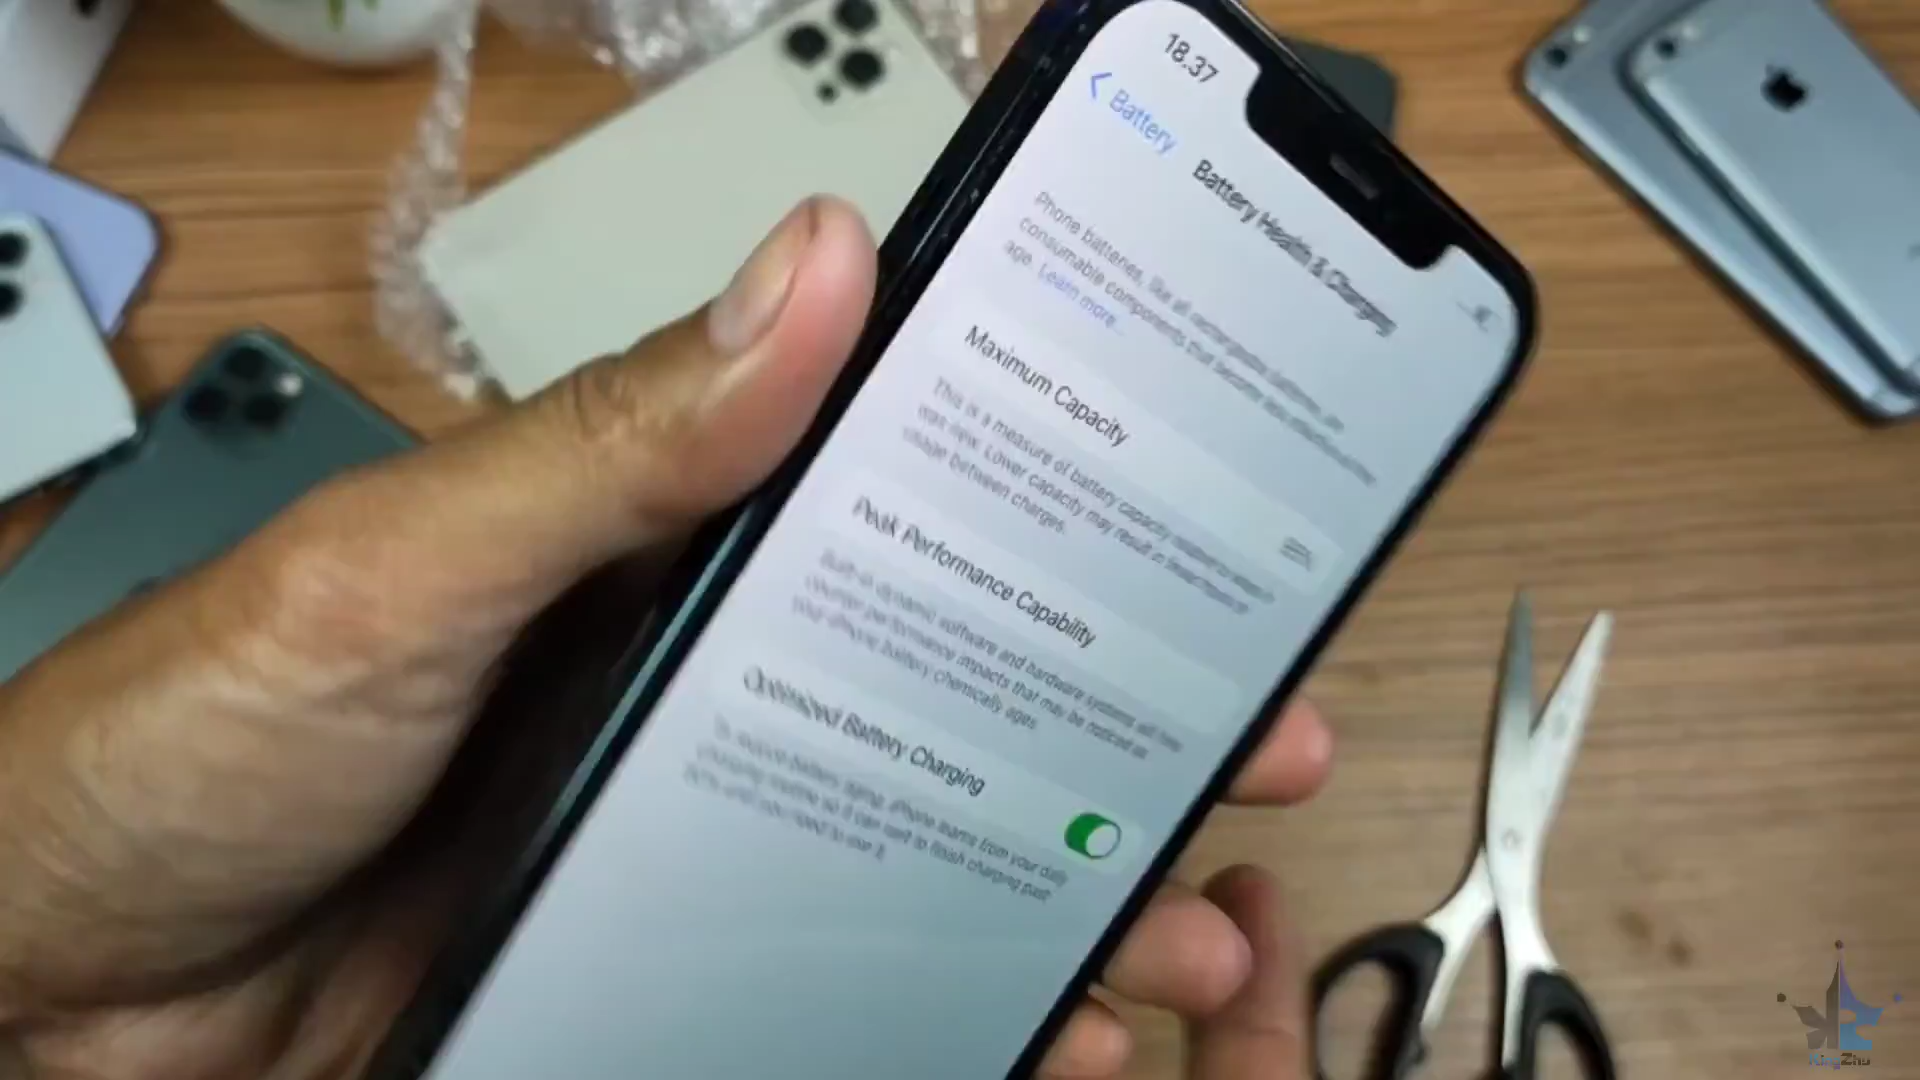 18.37
Battery
Battery Health & Charging
Phone batteries, like all rechargeable batteries, are
consumable components that become less effective as they
age. Learn more...
Maximum Capacity
This is a measure of battery capacity relative to when it
was new. Lower capacity may result in fewer hours of
usage between charges.
Peak Performance Capability
Built-in dynamic software and hardware systems will help
counter performance impacts that may be noticed as
your iPhone battery chemically ages.
Optimized Battery Charging
To reduce battery aging, iPhone learns from your daily
charging routine so it can wait to finish charging past
80% until you need to use it.
KingZhu